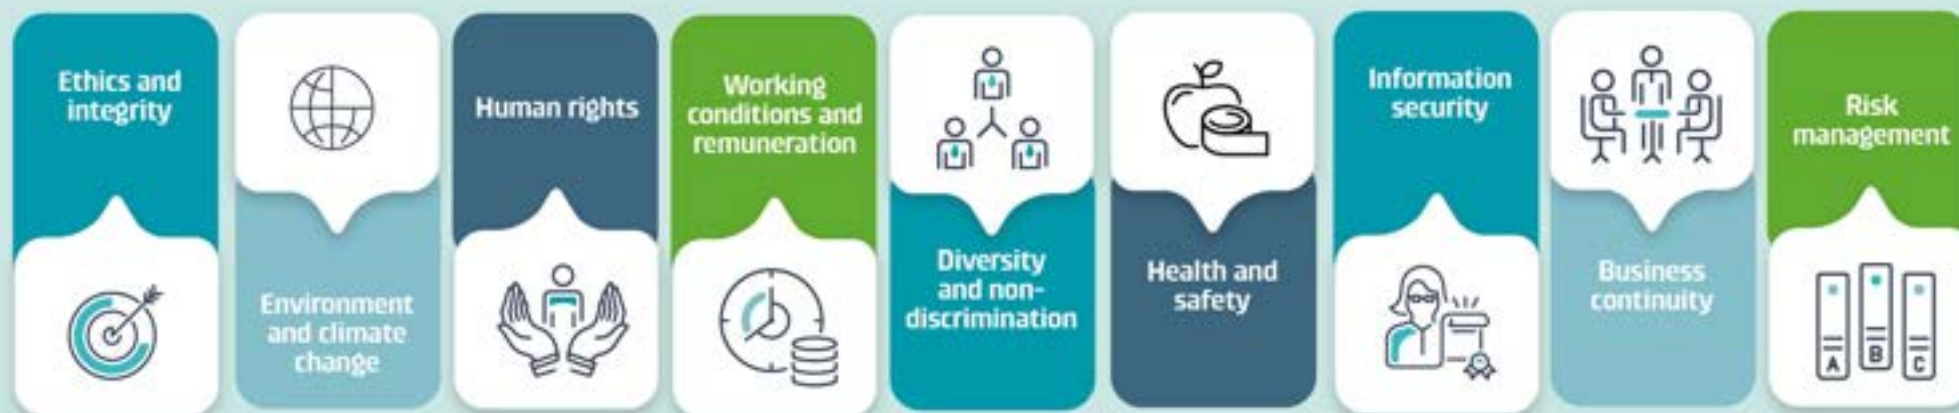 Ethics and
integrity
Environment
and climate
change
Human rights
Working
conditions and
remuneration
Diversity
and non-
discrimination
Health and
safety
Information
security
Business
continuity
Risk
management
A
B
C